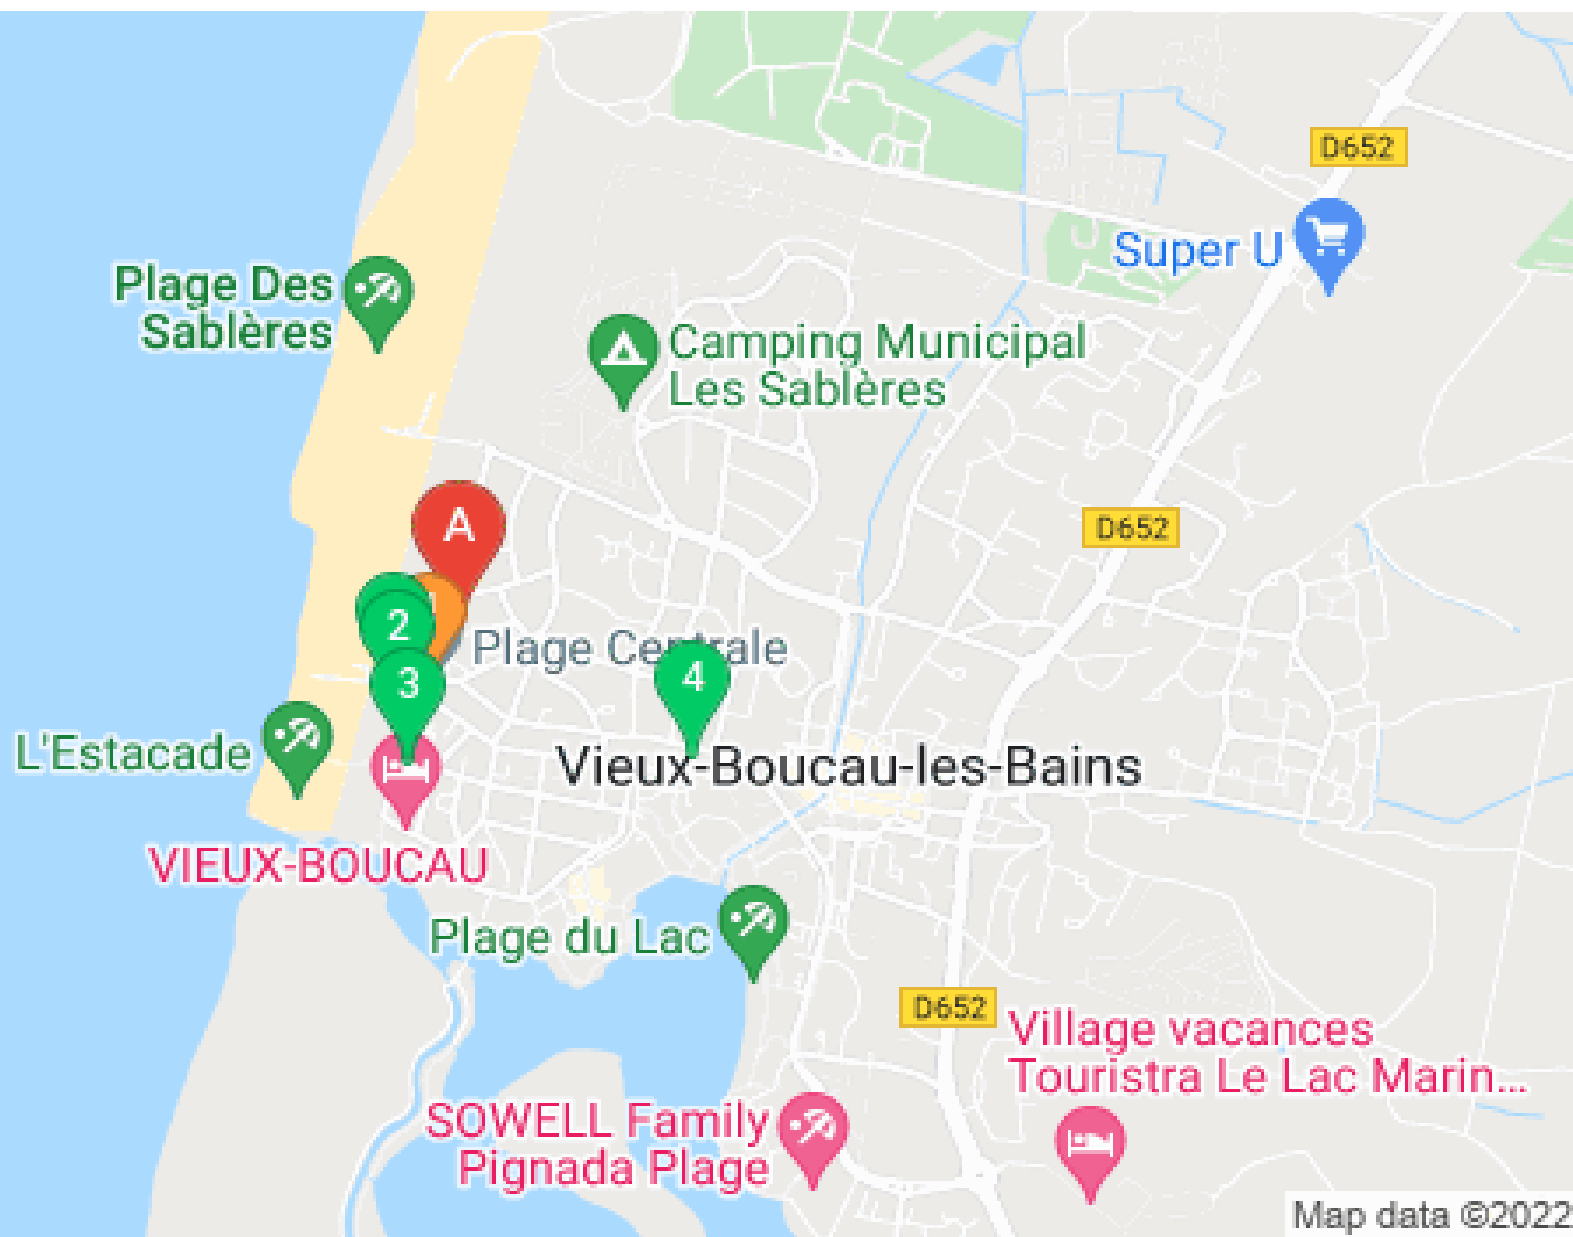 D652
Super U
Plage Des
Sablères
Camping Municipal
Les Sablères
A
D652
2
Plage Centrale
3
4
L'Estacade
Vieux-Boucau-les-Bains
VIEUX-BOUCAU
Plage du Lac
D652
Village vacances
Touristra Le Lac Marin...
SOWELL Family
Pignada Plage
Map data ©2022